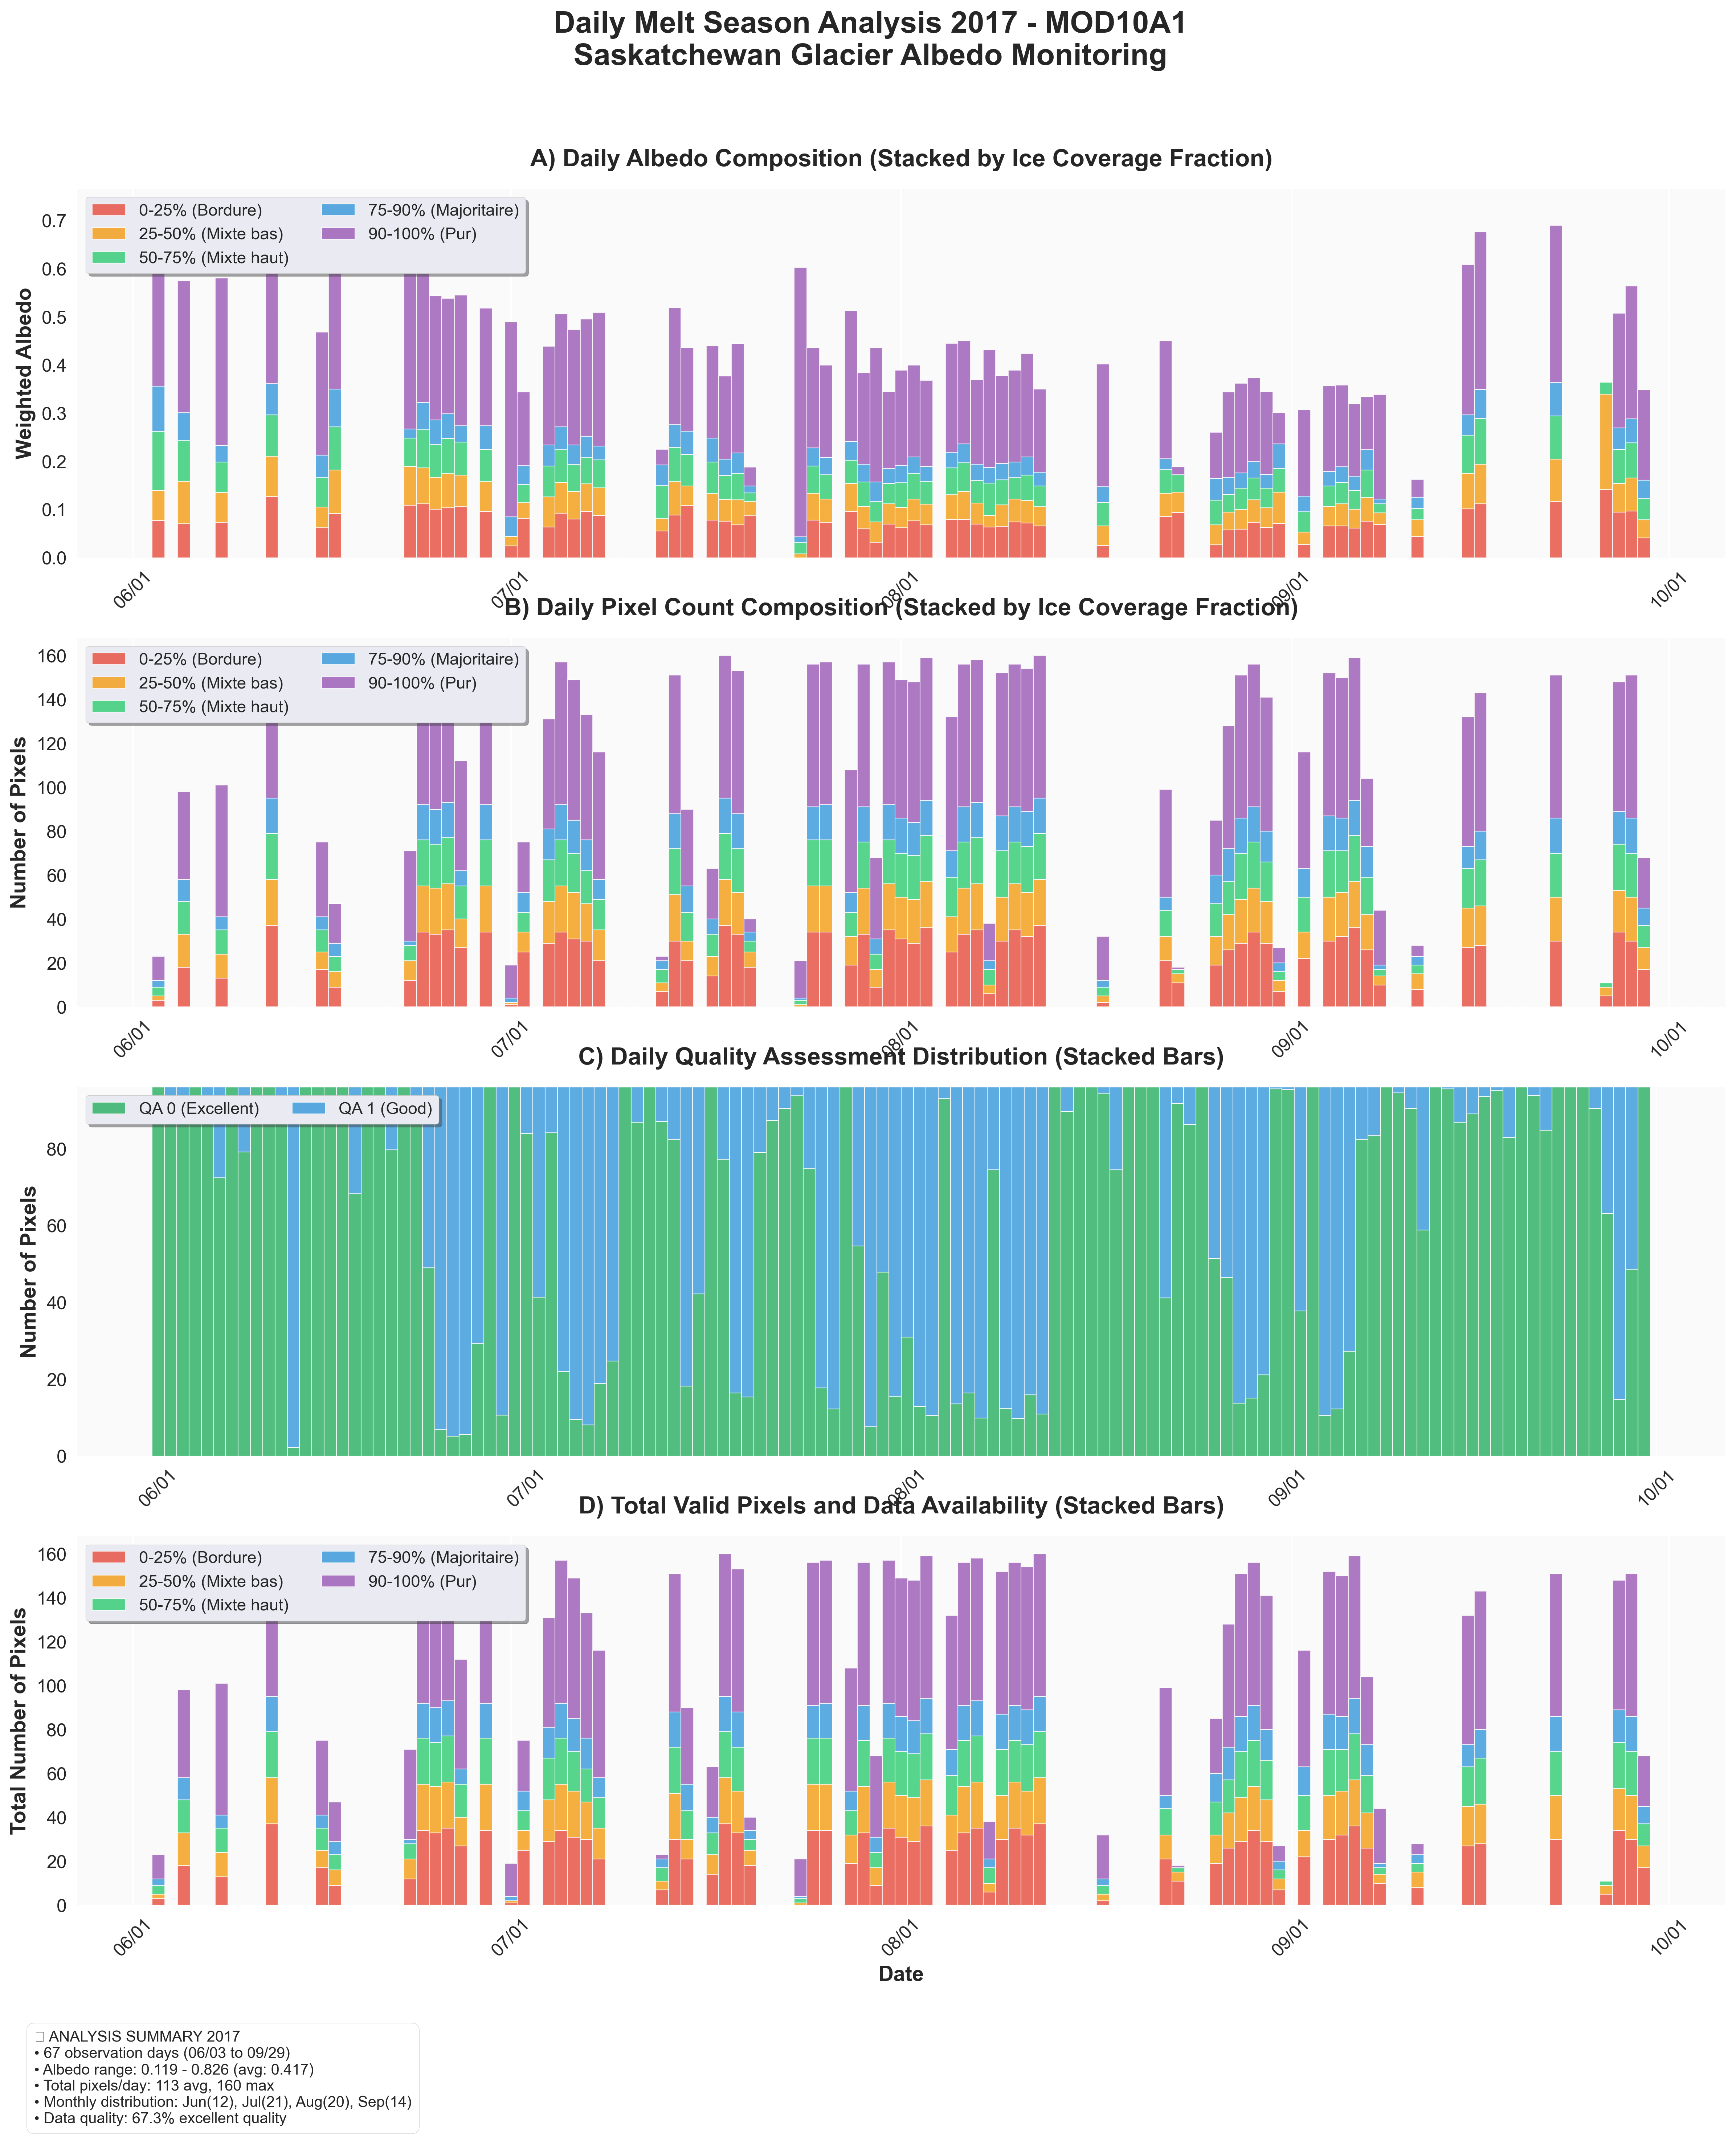 Daily Melt Season Analysis 2017 - MOD10A1
Saskatchewan Glacier Albedo Monitoring
A) Daily Albedo Composition (Stacked by Ice Coverage Fraction)
0-25% (Bordure)
25-50% (Mixte bas)
50-75% (Mixte haut)
75-90% (Majoritaire)
90-100% (Pur)
Weighted Albedo
0.7
0.6
0.5
0.4
0.3
0.2
0.1
0.0
06/01
07/01
08/01
09/01
10/01
B) Daily Pixel Count Composition (Stacked by Ice Coverage Fraction)
0-25% (Bordure)
25-50% (Mixte bas)
50-75% (Mixte haut)
75-90% (Majoritaire)
90-100% (Pur)
Number of Pixels
160
140
120
100
80
60
40
20
0
06/01
07/01
08/01
09/01
10/01
C) Daily Quality Assessment Distribution (Stacked Bars)
QA 0 (Excellent)
QA 1 (Good)
Number of Pixels
80
60
40
20
0
06/01
07/01
08/01
09/01
10/01
D) Total Valid Pixels and Data Availability (Stacked Bars)
0-25% (Bordure)
25-50% (Mixte bas)
50-75% (Mixte haut)
75-90% (Majoritaire)
90-100% (Pur)
Total Number of Pixels
160
140
120
100
80
60
40
20
0
06/01
07/01
08/01
09/01
10/01
Date
ANALYSIS SUMMARY 2017
• 67 observation days (06/03 to 09/29)
• Albedo range: 0.119 - 0.826 (avg: 0.417)
• Total pixels/day: 113 avg, 160 max
• Monthly distribution: Jun(12), Jul(21), Aug(20), Sep(14)
• Data quality: 67.3% excellent quality